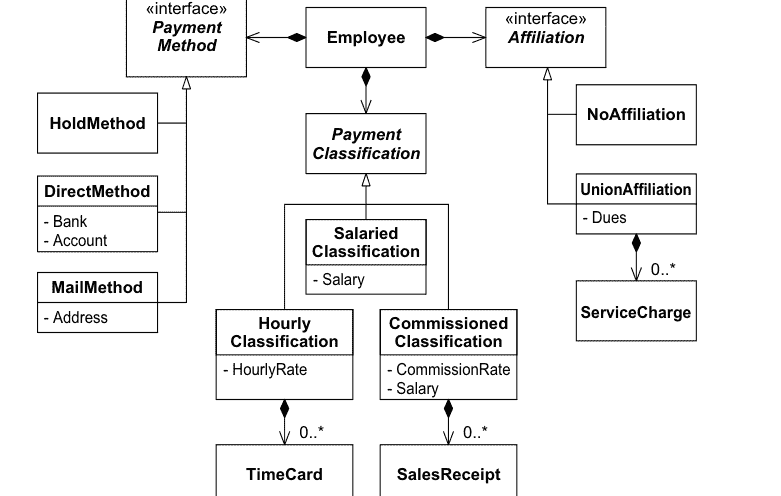 «interface»
Payment
Method
Employee
«interface»
Affiliation
HoldMethod
Payment
Classification
NoAffiliation
DirectMethod
- Bank
- Account
UnionAffiliation
- Dues
Salaried
Classification
- Salary
MailMethod
- Address
0..*
ServiceCharge
Hourly
Classification
- HourlyRate
Commissioned
Classification
- CommissionRate
- Salary
0..*
0..*
TimeCard
SalesReceipt